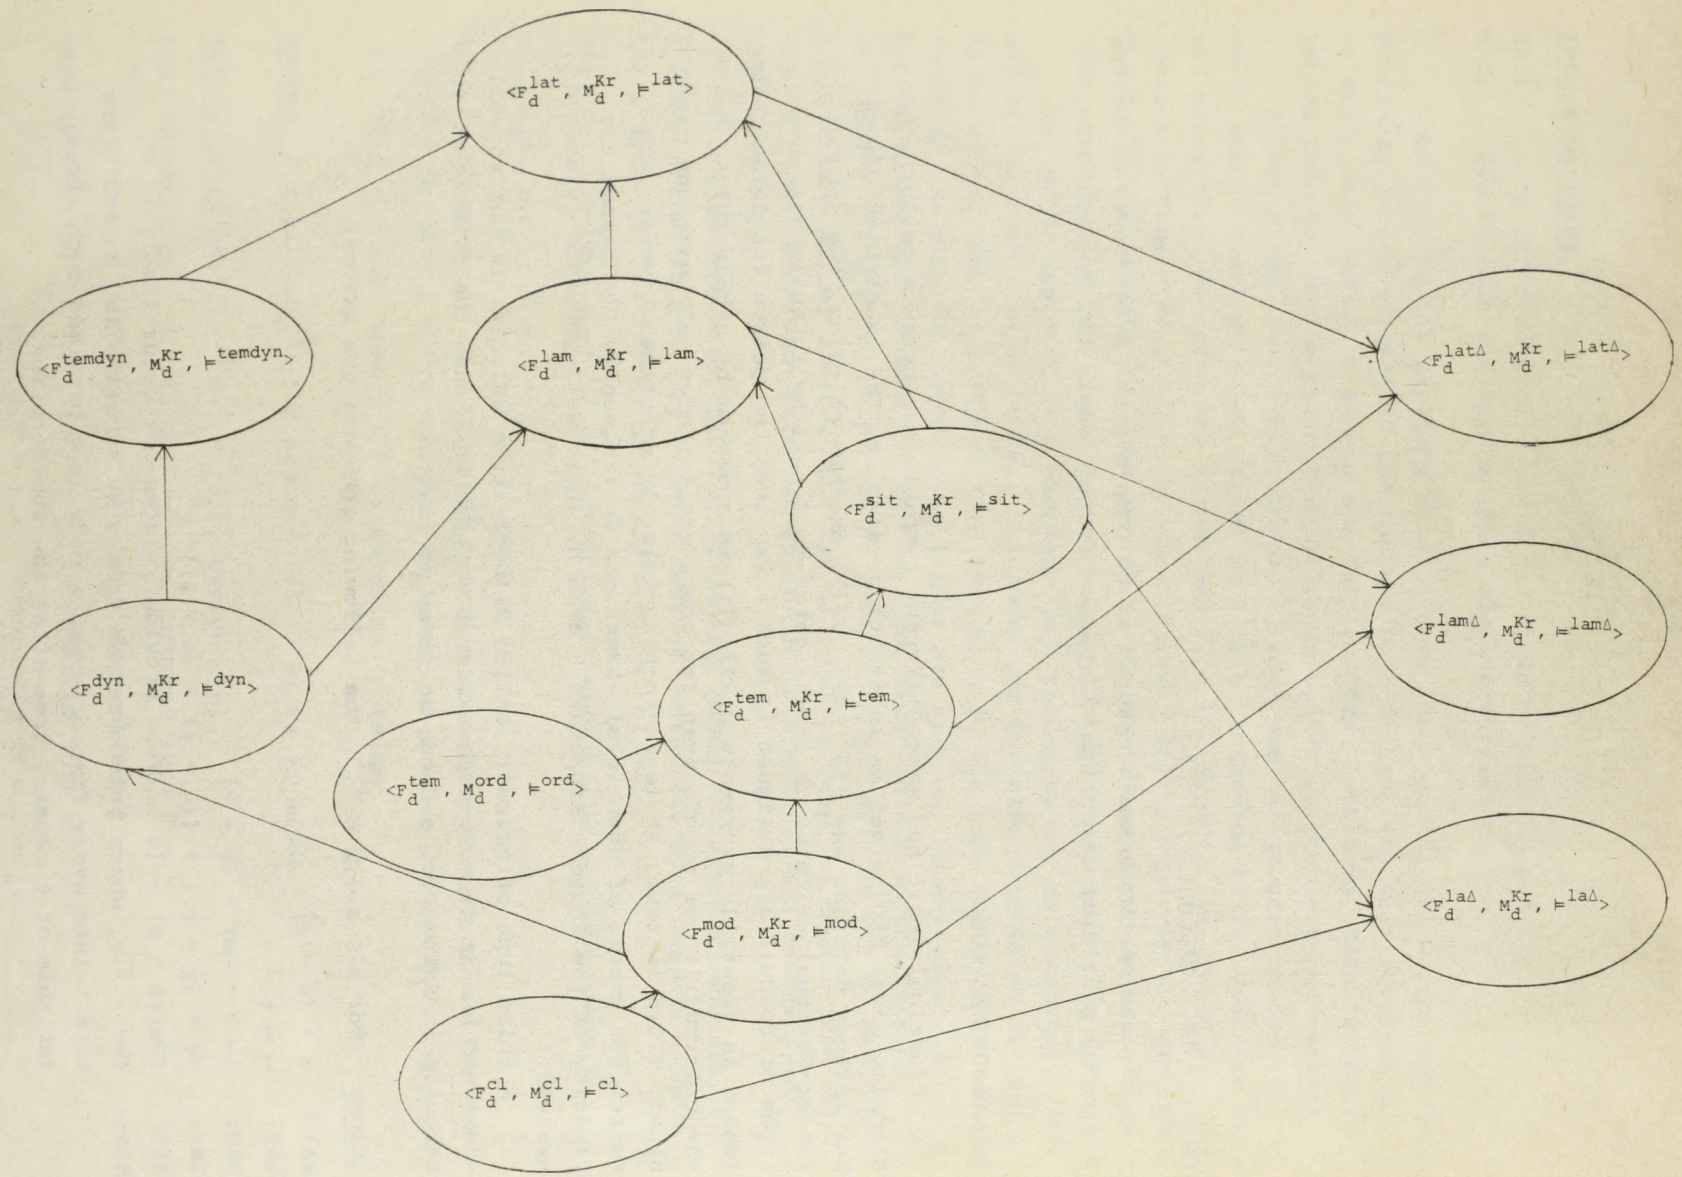 <F_d^lat, M_d^Kr, ⊨^lat>
<F_d^temdyn, M_d^Kr, ⊨^temdyn>
<F_d^lam, M_d^Kr, ⊨^lam>
<F_d^latΔ, M_d^Kr, ⊨^latΔ>
<F_d^sit, M_d^Kr, ⊨^sit>
<F_d^lamΔ, M_d^Kr, ⊨^lamΔ>
<F_d^dyn, M_d^Kr, ⊨^dyn>
<F_d^tem, M_d^Kr, ⊨^tem>
<F_d^tem, M_d^ord, ⊨^ord>
<F_d^laΔ, M_d^Kr, ⊨^laΔ>
<F_d^mod, M_d^Kr, ⊨^mod>
<F_d^cl, M_d^cl, ⊨^cl>